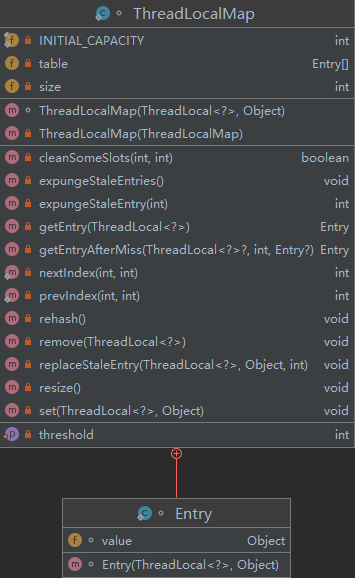 ThreadLocalMap
INITIAL_CAPACITY int
table Entry[]
size int
ThreadLocalMap(ThreadLocal<?>, Object)
ThreadLocalMap(ThreadLocalMap)
cleanSomeSlots(int, int) boolean
expungeStaleEntries() void
expungeStaleEntry(int) int
getEntry(ThreadLocal<?>) Entry
getEntryAfterMiss(ThreadLocal<?>?, int, Entry?) Entry
nextIndex(int, int) int
prevIndex(int, int) int
rehash() void
remove(ThreadLocal<?>) void
replaceStaleEntry(ThreadLocal<?>, Object, int) void
resize() void
set(ThreadLocal<?>, Object) void
threshold int
Entry
value Object
Entry(ThreadLocal<?>, Object)